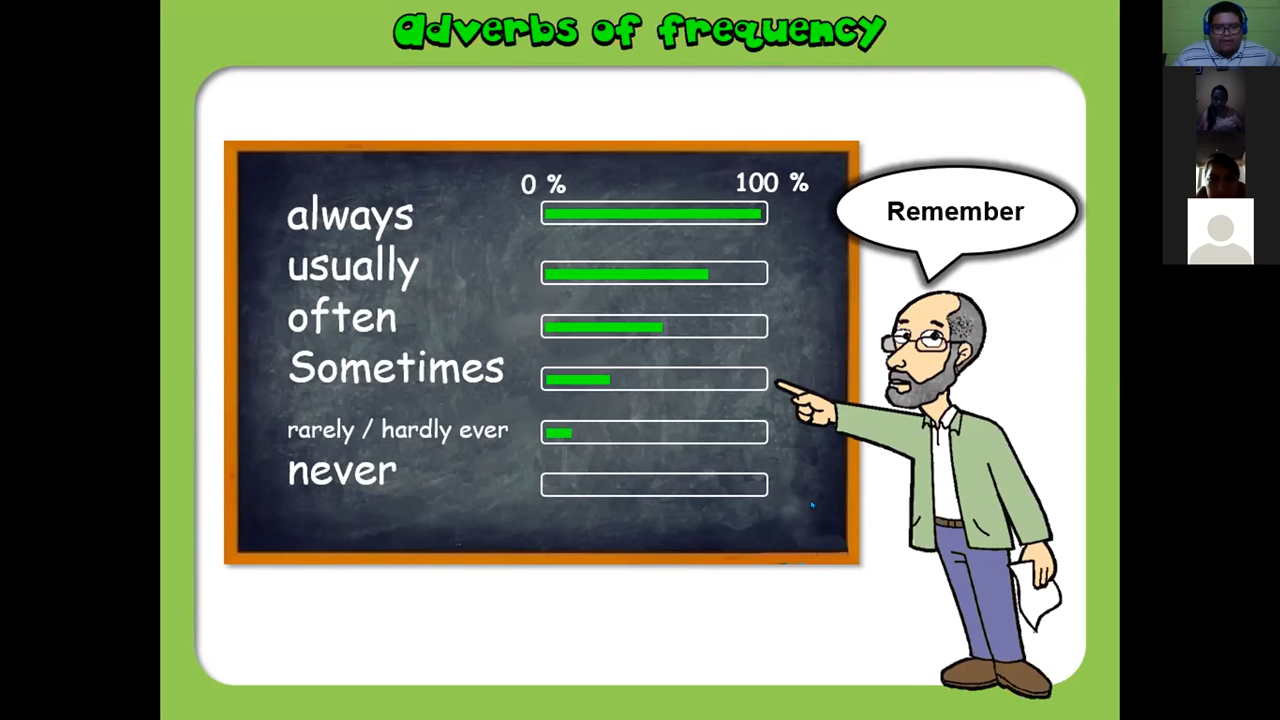 Adverbs of frequency
0 % 100 %
always
usually
often
Sometimes
rarely / hardly ever
never
Remember